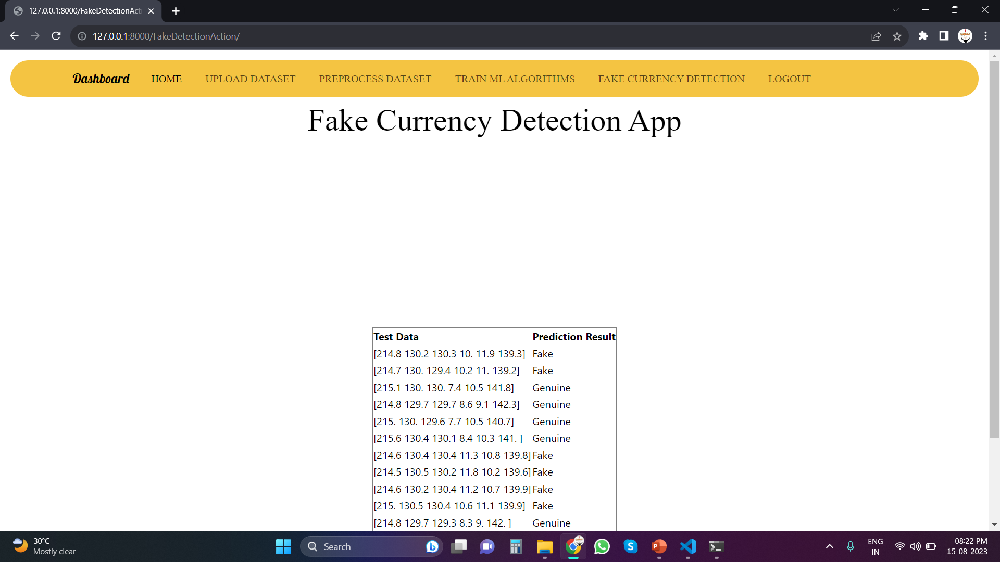 127.0.0.1:8000/FakeDetectionActi
127.0.0.1:8000/FakeDetectionAction/
Dashboard HOME UPLOAD DATASET PREPROCESS DATASET TRAIN ML ALGORITHMS FAKE CURRENCY DETECTION LOGOUT
Fake Currency Detection App
Test Data Prediction Result
[214.8 130.2 130.3 10. 11.9 139.3] Fake
[214.7 130. 129.4 10.2 11. 139.2] Fake
[215.1 130. 130. 7.4 10.5 141.8] Genuine
[214.8 129.7 129.7 8.6 9.1 142.3] Genuine
[215. 130. 129.6 7.7 10.5 140.7] Genuine
[215.6 130.4 130.1 8.4 10.3 141. ] Genuine
[214.6 130.4 130.4 11.3 10.8 139.8] Fake
[214.5 130.5 130.2 11.8 10.2 139.6] Fake
[214.6 130.2 130.4 11.2 10.7 139.9] Fake
[215. 130.5 130.4 10.6 11.1 139.9] Fake
[214.8 129.7 129.3 8.3 9. 142. ] Genuine
30°C
Mostly clear
Search
ENG
IN
08:22 PM
15-08-2023